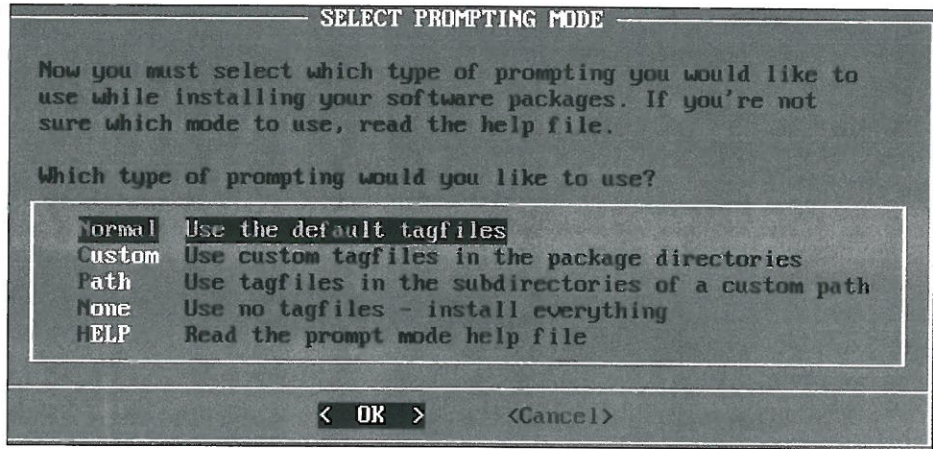 SELECT PROMPTING MODE
Now you must select which type of prompting you would like to
use while installing your software packages. If you're not
sure which mode to use, read the help file.
Which type of prompting would you like to use?
Normal Use the default tagfiles
Custom Use custom tagfiles in the package directories
Path Use tagfiles in the subdirectories of a custom path
None Use no tagfiles - install everything
HELP Read the prompt mode help file
< OK > <Cancel>